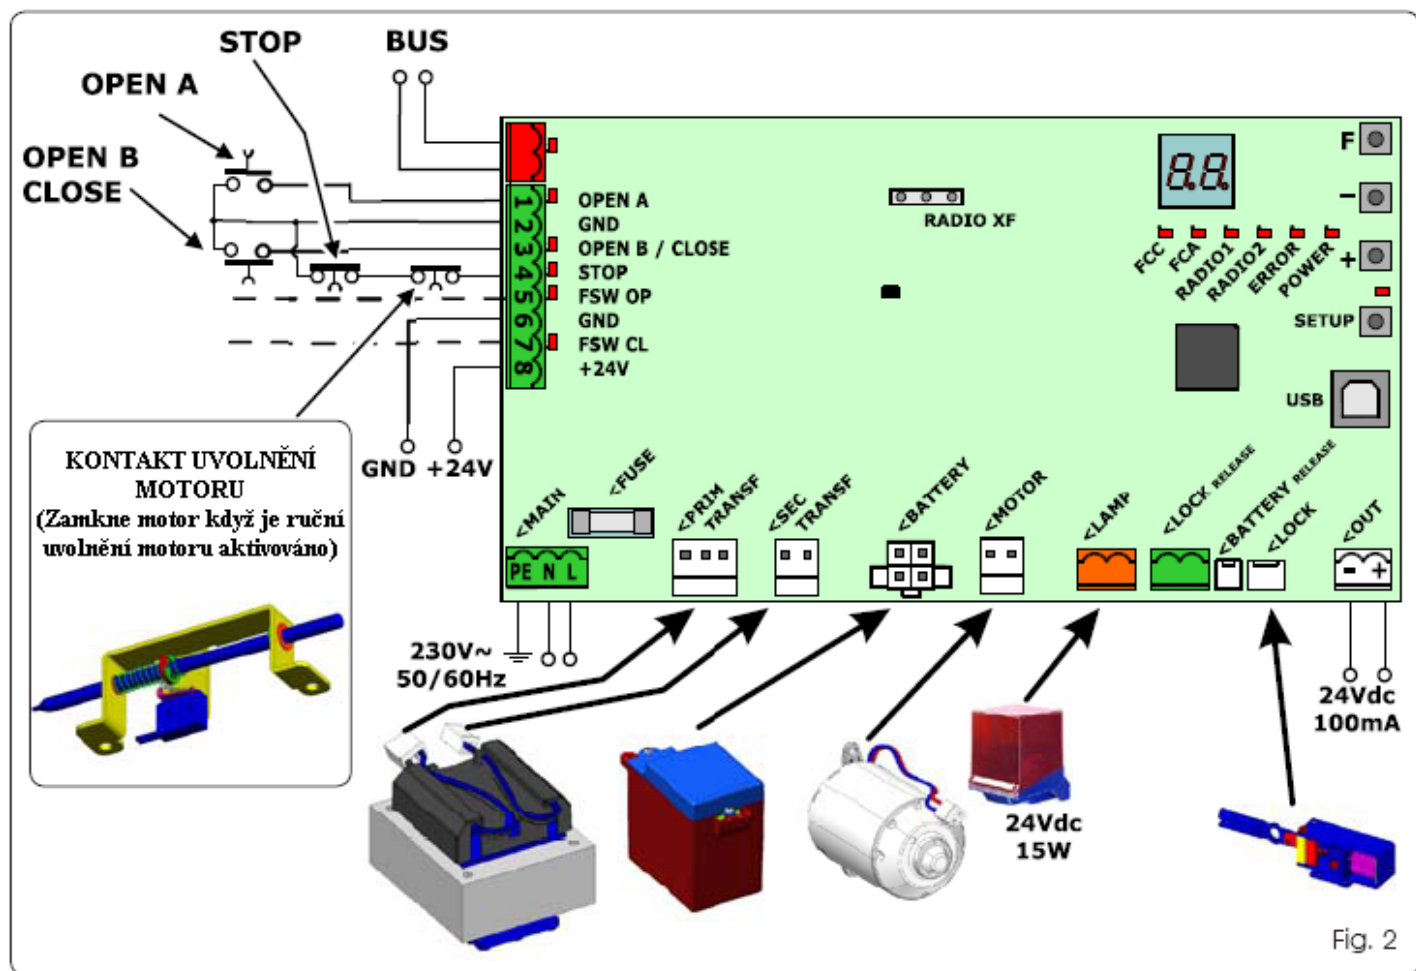 STOP
BUS
OPEN A
OPEN B
CLOSE
1
2
3
4
5
6
7
8
OPEN A
GND
OPEN B / CLOSE
STOP
FSW OP
GND
FSW CL
+24V
RADIO XF
8.8.
F
−
+
SETUP
FCC
FCA
RADIO1
RADIO2
ERROR
POWER
USB
GND +24V
KONTAKT UVOLNĚNÍ
MOTORU
(Zamkne motor když je ruční
uvolnění motoru aktivováno)
<MAIN
<FUSE
<PRIM
TRANSF
<SEC
TRANSF
<BATTERY
<MOTOR
<LAMP
<LOCK RELEASE
<BATTERY RELEASE
<LOCK
<OUT
PE N L
- +
230V~
50/60Hz
24Vdc
15W
24Vdc
100mA
Fig. 2